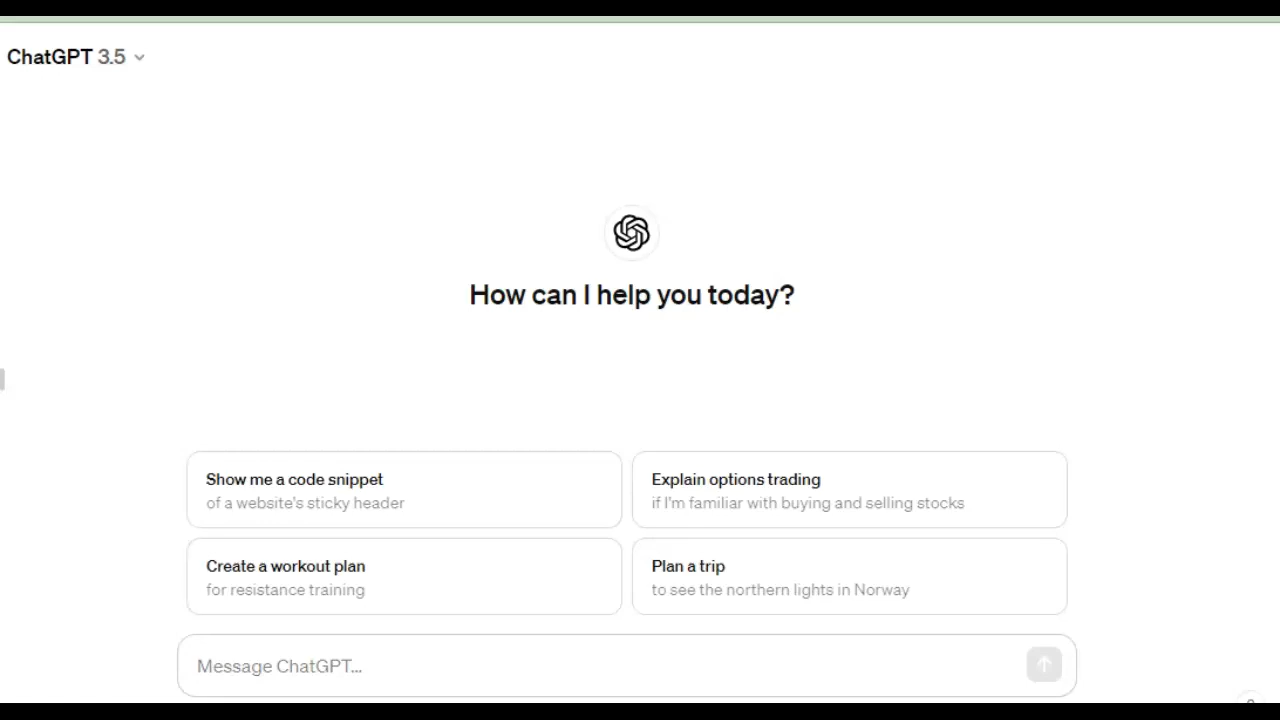 ChatGPT 3.5
How can I help you today?
Show me a code snippet
of a website's sticky header
Explain options trading
if I'm familiar with buying and selling stocks
Create a workout plan
for resistance training
Plan a trip
to see the northern lights in Norway
Message ChatGPT...